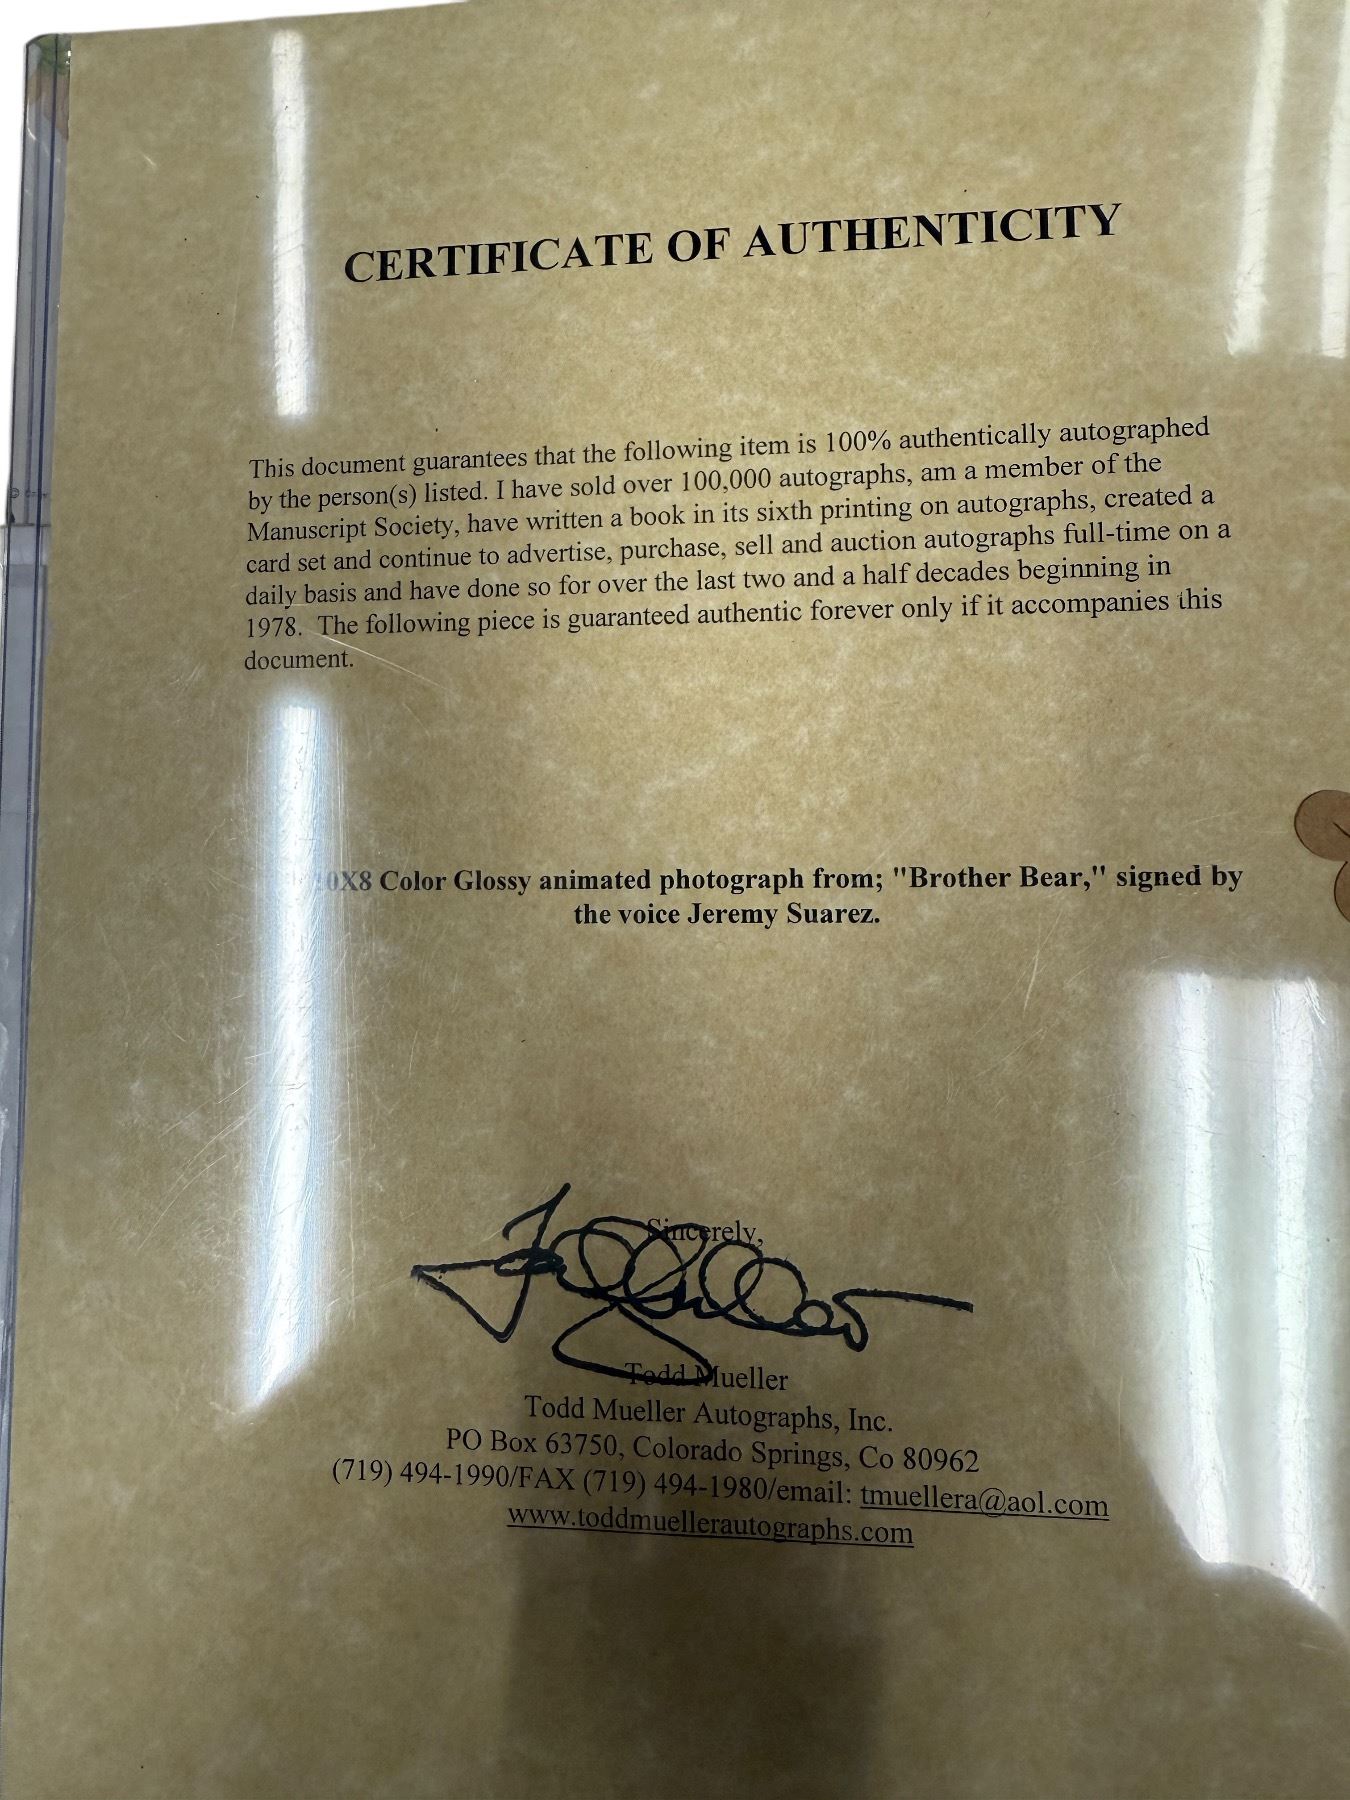 CERTIFICATE OF AUTHENTICITY
This document guarantees that the following item is 100% authentically autographed
by the person(s) listed. I have sold over 100,000 autographs, am a member of the
Manuscript Society, have written a book in its sixth printing on autographs, created a
card set and continue to advertise, purchase, sell and auction autographs full-time on a
daily basis and have done so for over the last two and a half decades beginning in
1978. The following piece is guaranteed authentic forever only if it accompanies this
document.
10X8 Color Glossy animated photograph from; "Brother Bear," signed by
the voice Jeremy Suarez.
Sincerely,
Todd Mueller
Todd Mueller Autographs, Inc.
PO Box 63750, Colorado Springs, Co 80962
(719) 494-1990/FAX (719) 494-1980/email: tmuellera@aol.com
www.toddmuellerautographs.com